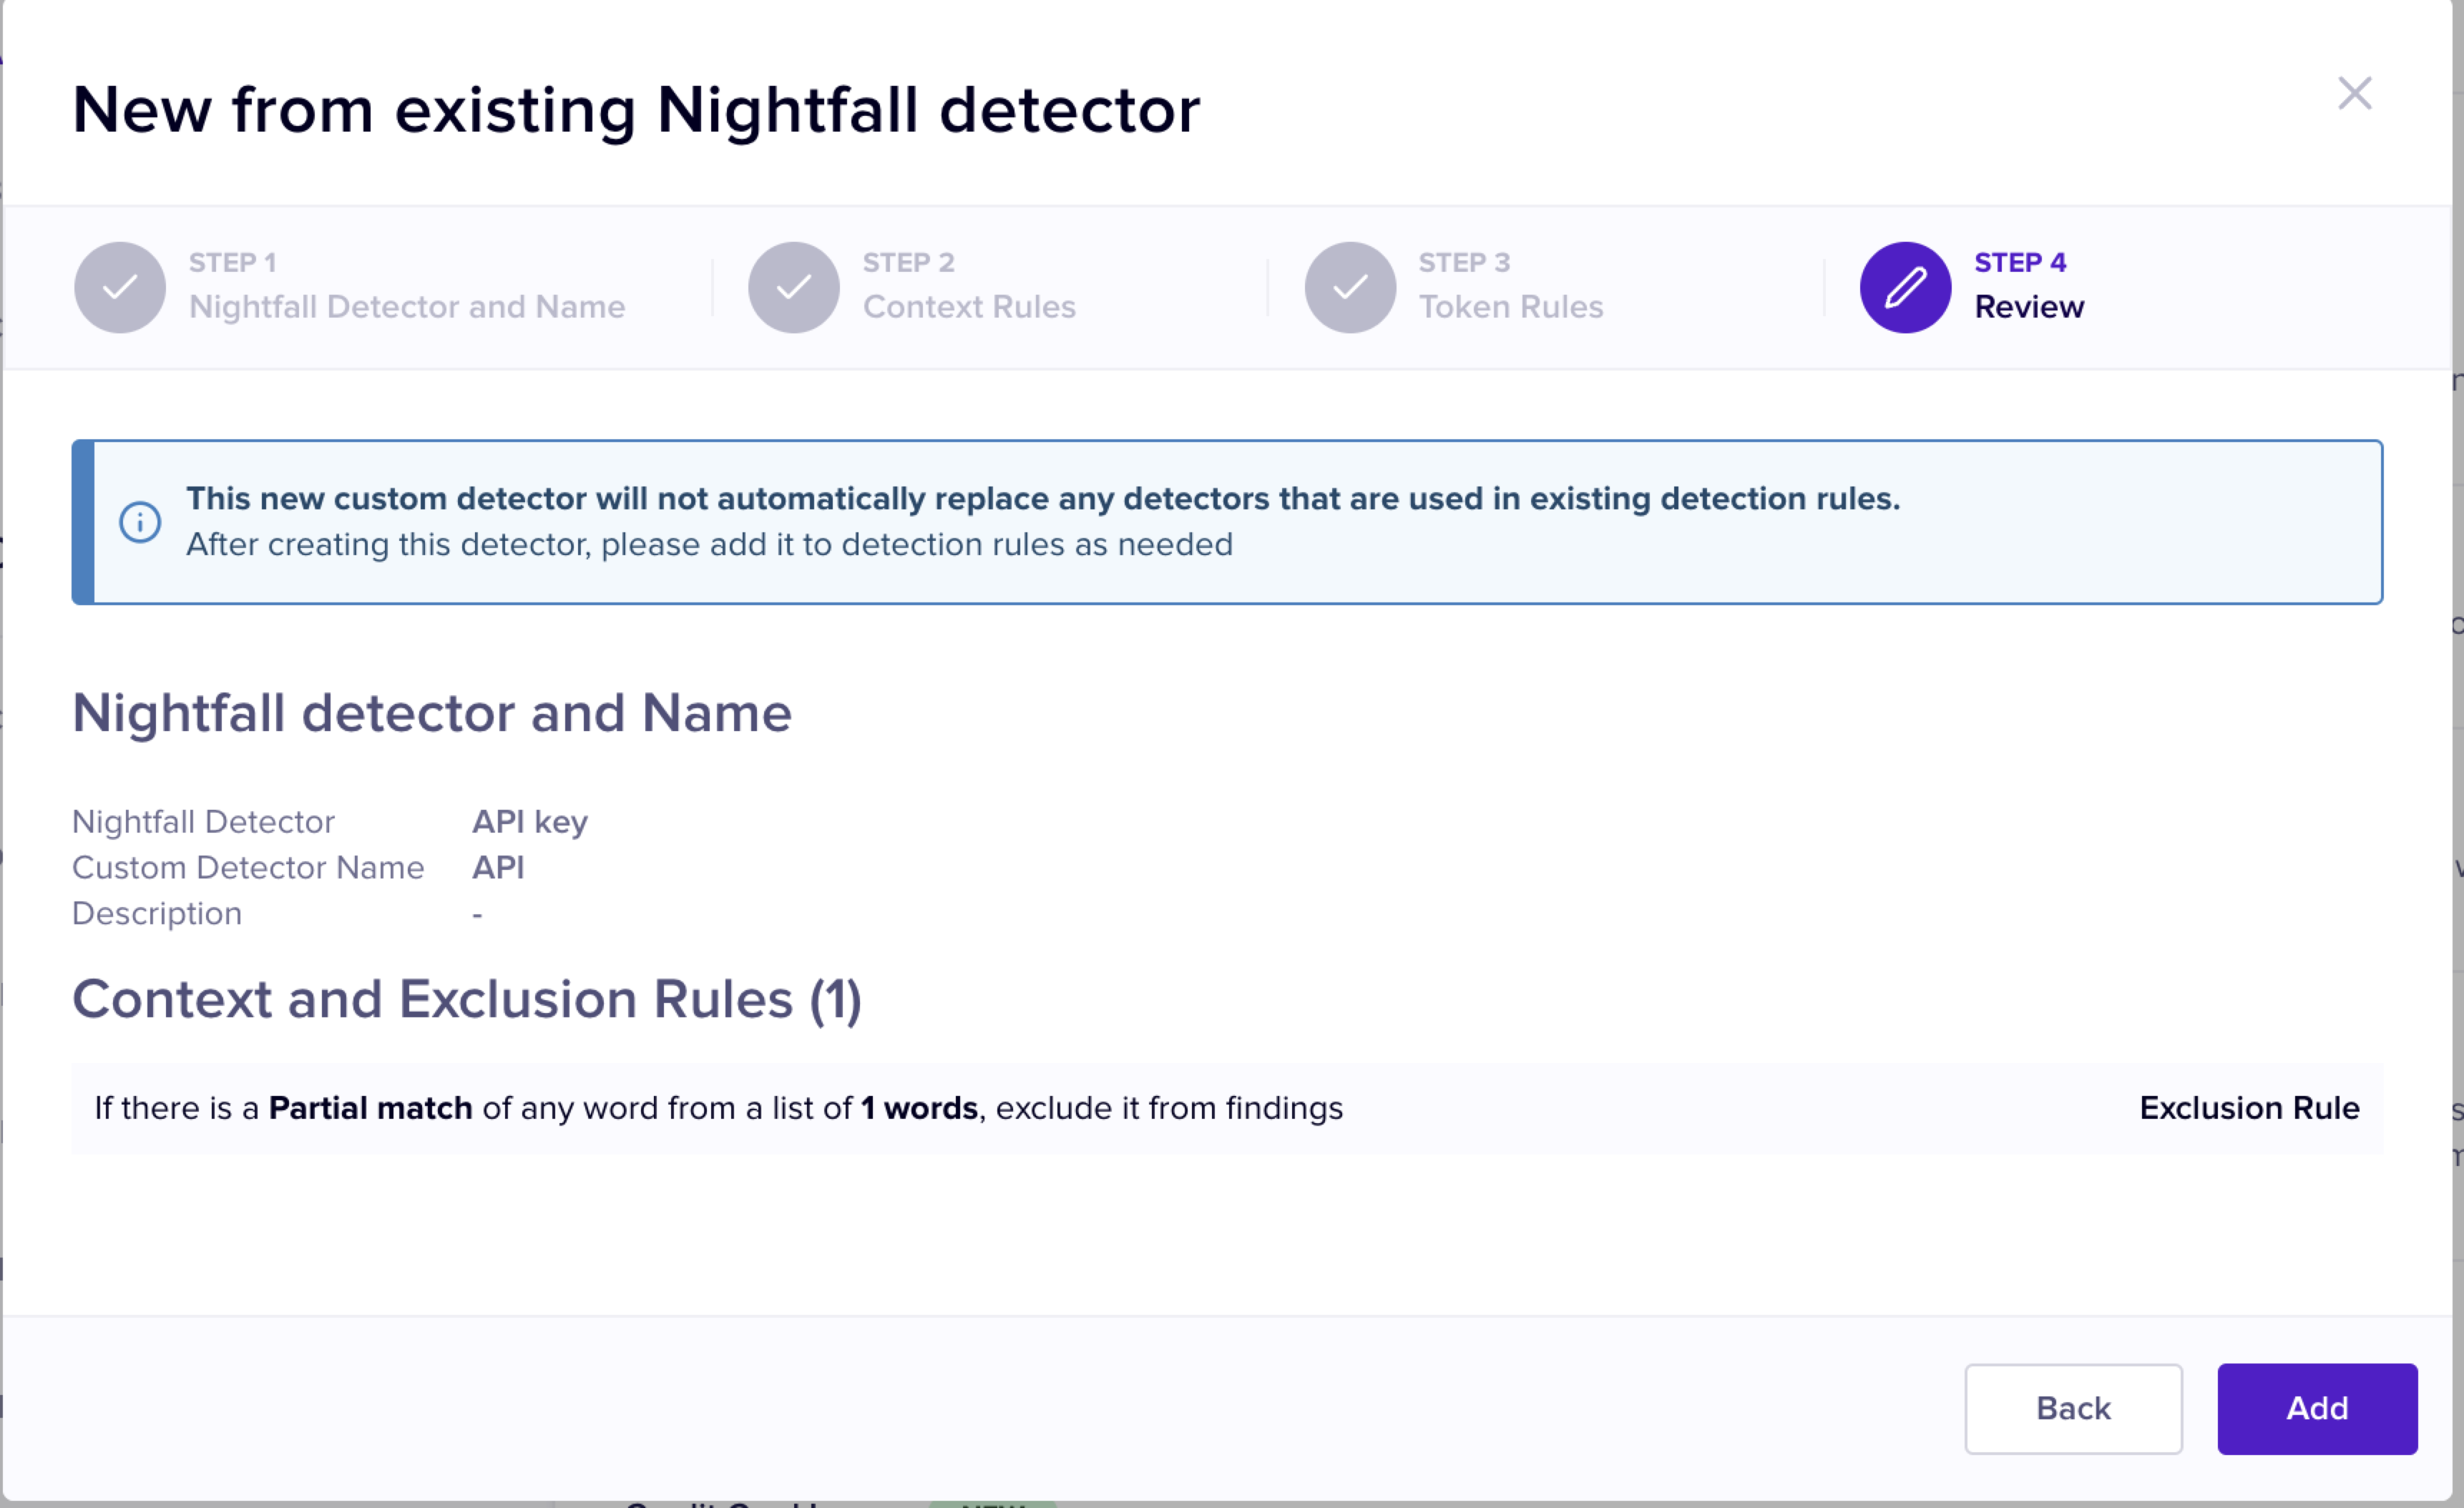 New from existing Nightfall detector
STEP 1
Nightfall Detector and Name
STEP 2
Context Rules
STEP 3
Token Rules
STEP 4
Review
This new custom detector will not automatically replace any detectors that are used in existing detection rules.
After creating this detector, please add it to detection rules as needed
Nightfall detector and Name
Nightfall Detector API key
Custom Detector Name API
Description -
Context and Exclusion Rules (1)
If there is a Partial match of any word from a list of 1 words, exclude it from findings Exclusion Rule
Back Add